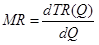 MR = dTR(Q) / dQ